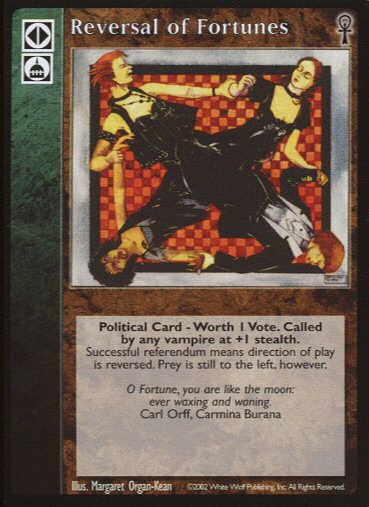 Reversal of Fortunes
Political Card - Worth 1 Vote. Called
by any vampire at +1 stealth.
Successful referendum means direction of play
is reversed. Prey is still to the left, however.
O Fortune, you are like the moon:
ever waxing and waning.
Carl Orff, Carmina Burana
Illus. Margaret Organ-Kean
©2002 White Wolf Publishing, Inc. All Rights Reserved.